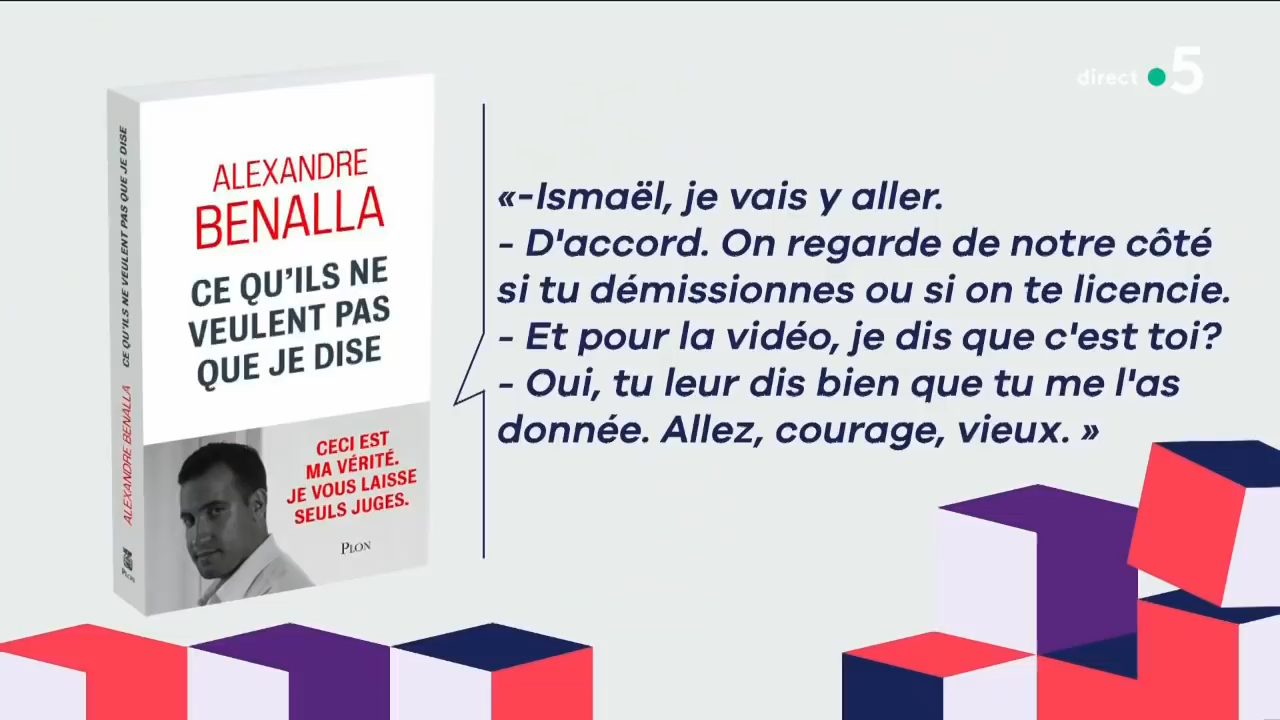 direct 5
CE QU'ILS NE VEULENT PAS QUE JE DISE
ALEXANDRE BENALLA
PLON
ALEXANDRE
BENALLA
CE QU'ILS NE
VEULENT PAS
QUE JE DISE
CECI EST
MA VÉRITÉ.
JE VOUS LAISSE
SEULS JUGES.
PLON
«-Ismaël, je vais y aller.
- D'accord. On regarde de notre côté
si tu démissionnes ou si on te licencie.
- Et pour la vidéo, je dis que c'est toi?
- Oui, tu leur dis bien que tu me l'as
donnée. Allez, courage, vieux. »